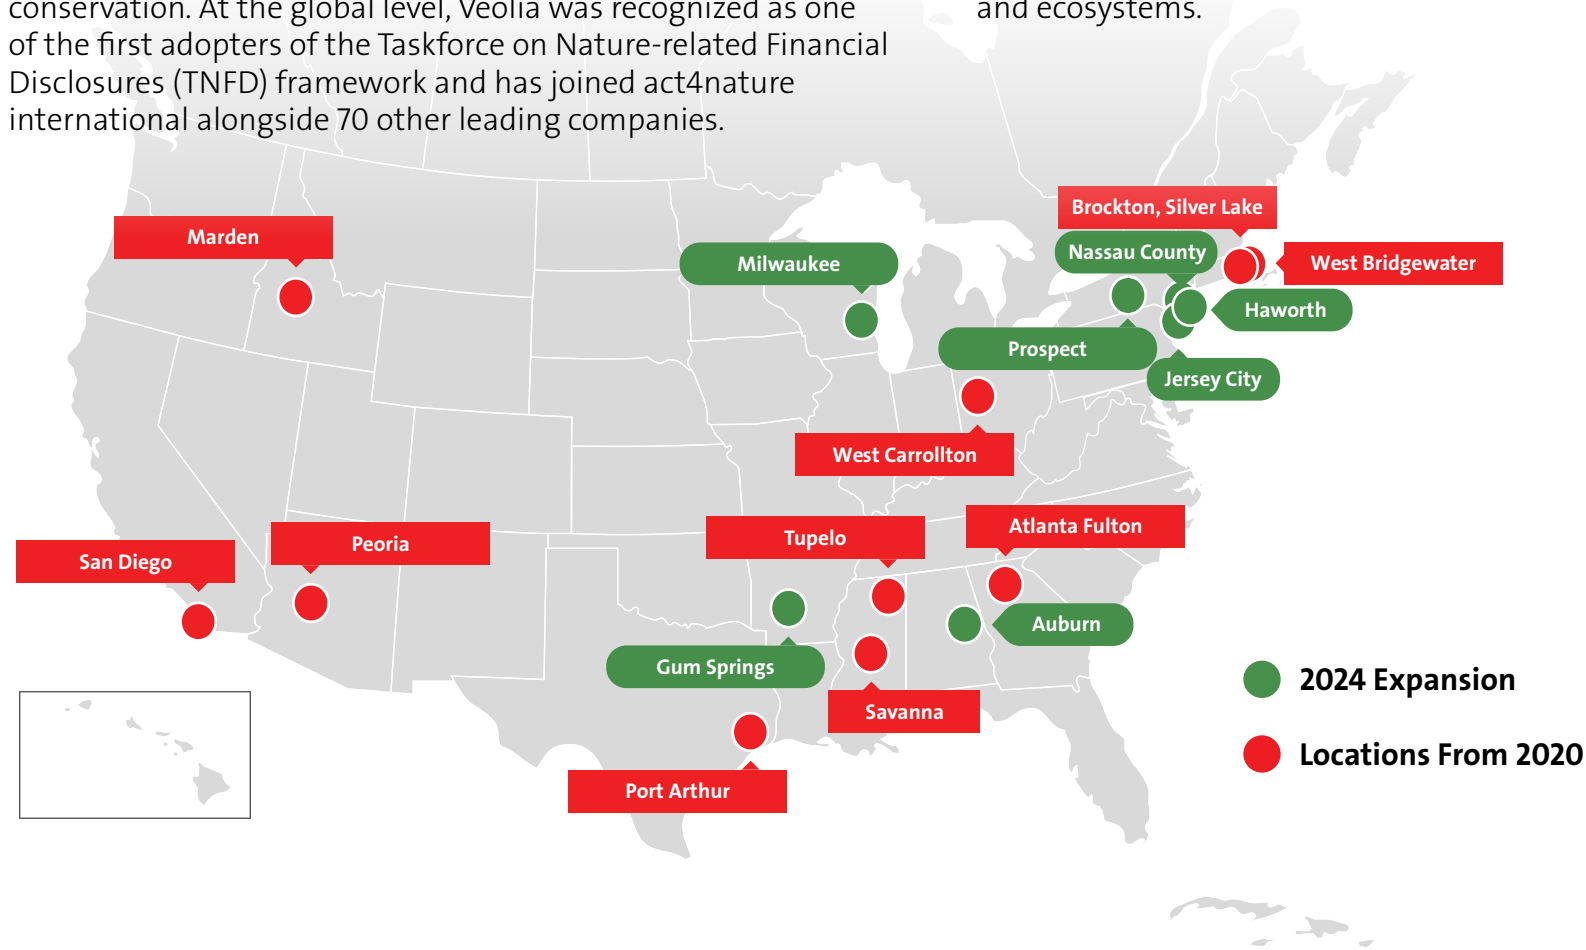 conservation. At the global level, Veolia was recognized as one
of the first adopters of the Taskforce on Nature-related Financial
Disclosures (TNFD) framework and has joined act4nature
international alongside 70 other leading companies.
and ecosystems.
Brockton, Silver Lake
Marden
Nassau County
Milwaukee
West Bridgewater
Haworth
Prospect
Jersey City
West Carrollton
Atlanta Fulton
Tupelo
Peoria
San Diego
Auburn
Gum Springs
Savanna
Port Arthur
2024 Expansion
Locations From 2020